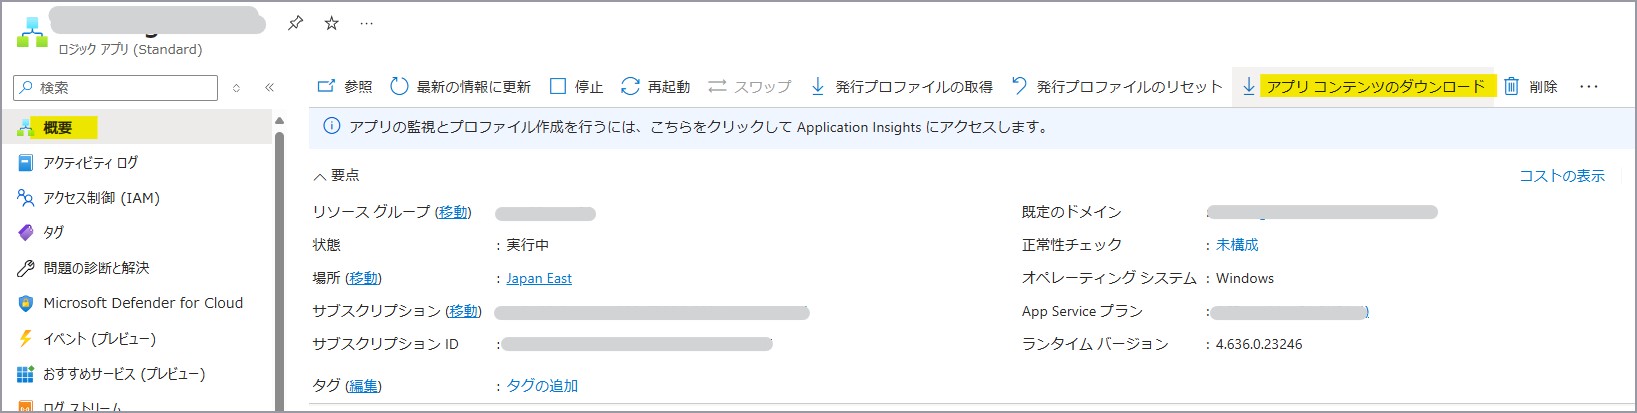 ロジック アプリ (Standard)
検索
参照 最新の情報に更新 停止 再起動 スワップ 発行プロファイルの取得 発行プロファイルのリセット アプリ コンテンツのダウンロード 削除
概要
アプリの監視とプロファイル作成を行うには、こちらをクリックして Application Insights にアクセスします。
アクティビティ ログ
アクセス制御 (IAM)
タグ
問題の診断と解決
Microsoft Defender for Cloud
イベント (プレビュー)
おすすめサービス (プレビュー)
ログ ストリーム
要点
コストの表示
リソース グループ (移動)
状態 : 実行中
場所 (移動) : Japan East
サブスクリプション (移動)
サブスクリプション ID :
タグ (編集) : タグの追加
既定のドメイン :
正常性チェック : 未構成
オペレーティング システム : Windows
App Service プラン : )
ランタイム バージョン : 4.636.0.23246